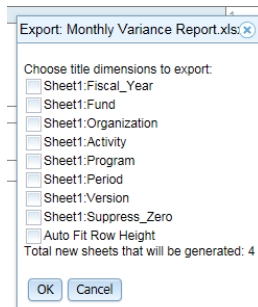 Export: Monthly Variance Report.xls
Choose title dimensions to export:
Sheet1:Fiscal_Year
Sheet1:Fund
Sheet1:Organization
Sheet1:Activity
Sheet1:Program
Sheet1:Period
Sheet1:Version
Sheet1:Suppress_Zero
Auto Fit Row Height
Total new sheets that will be generated: 4
OK Cancel